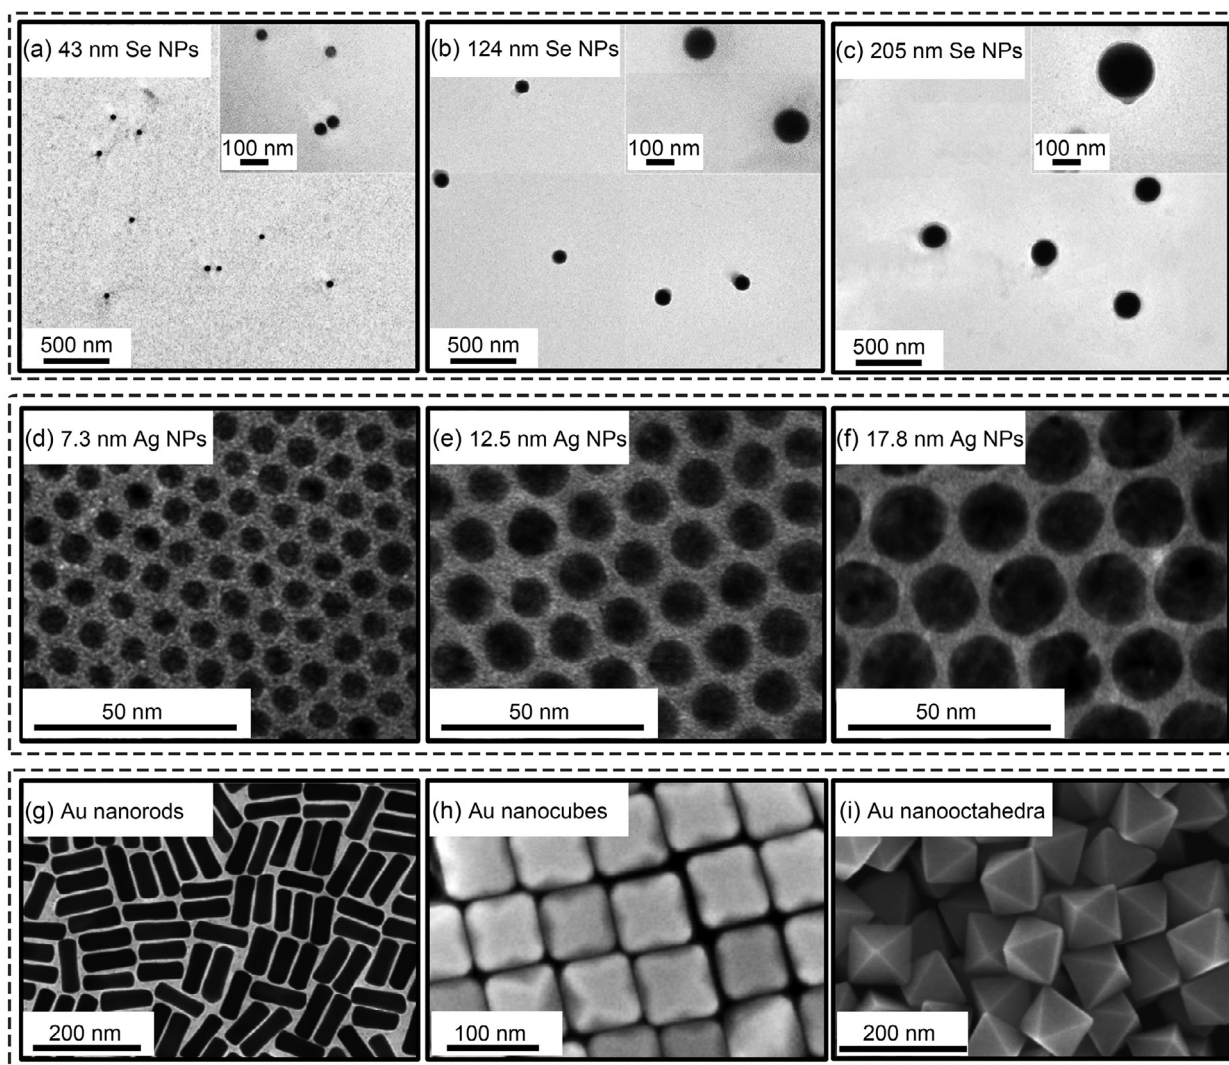 (a) 43 nm Se NPs
100 nm
500 nm
(b) 124 nm Se NPs
100 nm
500 nm
(c) 205 nm Se NPs
100 nm
500 nm
(d) 7.3 nm Ag NPs
50 nm
(e) 12.5 nm Ag NPs
50 nm
(f) 17.8 nm Ag NPs
50 nm
(g) Au nanorods
200 nm
(h) Au nanocubes
100 nm
(i) Au nanooctahedra
200 nm